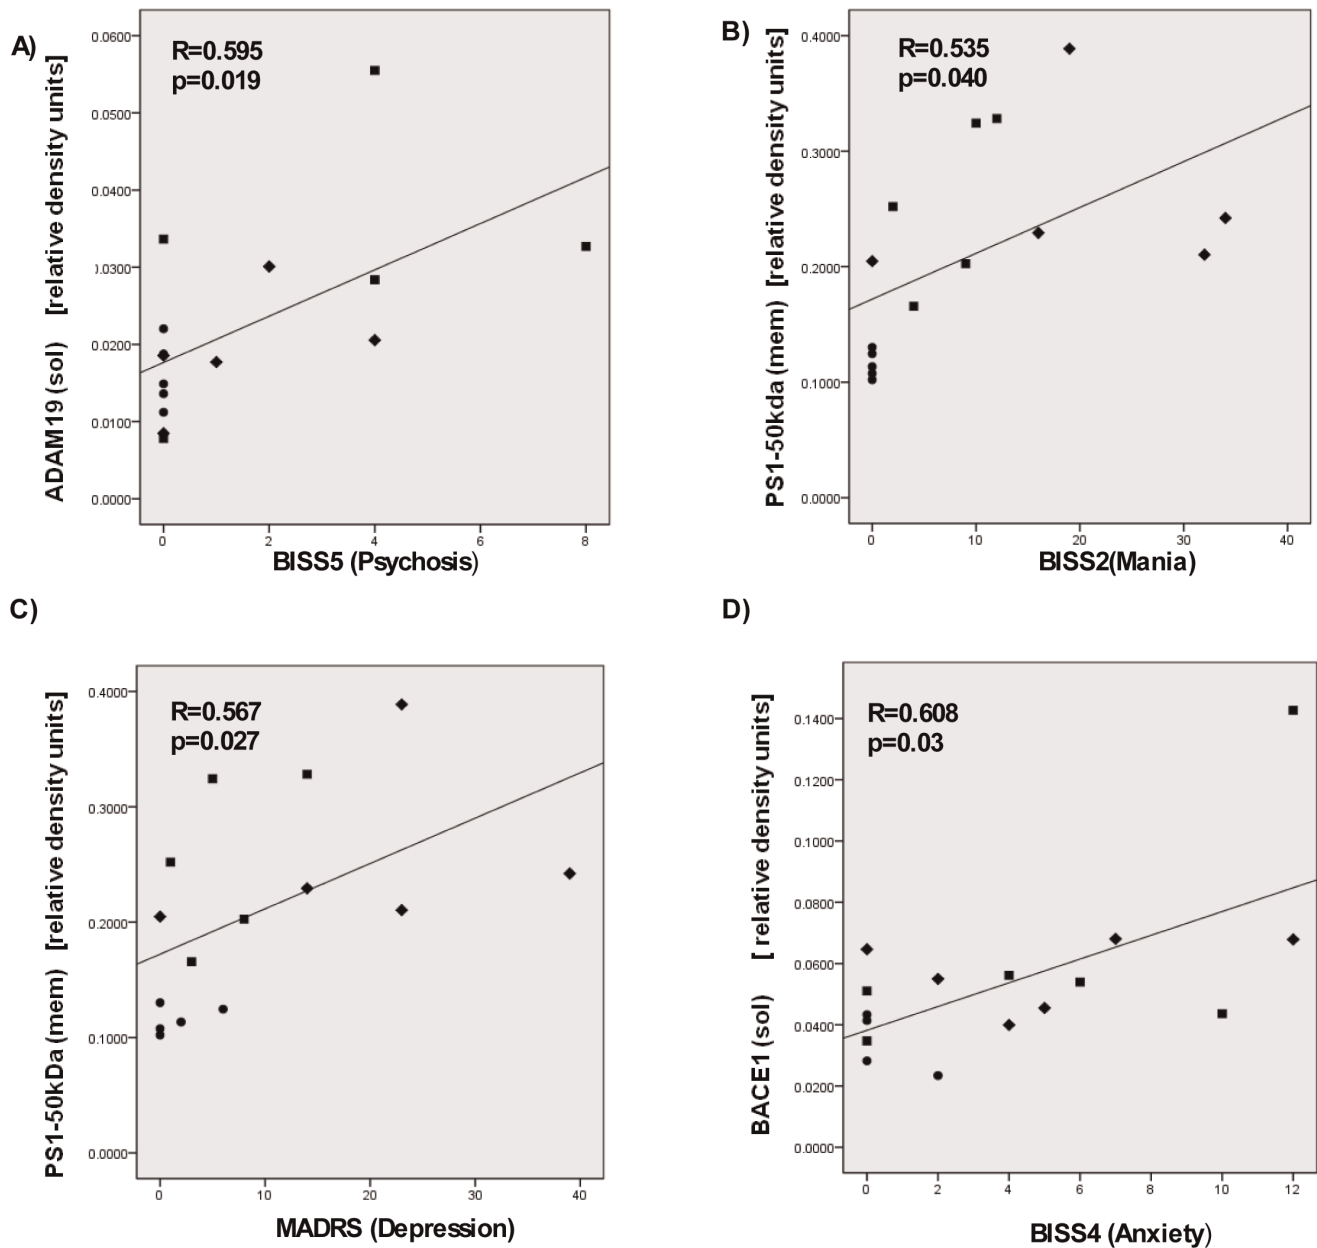 A)
R=0.595
p=0.019
ADAM19 (sol) [relative density units]
0.0600
0.0500
0.0400
1.0300
0.0200
0.0100
0.0000
0 2 4 6 8
BISS5 (Psychosis)
B)
R=0.535
p=0.040
PS1-50kda (mem) [relative density units]
0.4000
0.3000
0.2000
0.1000
0.0000
0 10 20 30 40
BISS2(Mania)
C)
R=0.567
p=0.027
PS1-50kDa (mem) [relative density units]
0.4000
0.3000
0.2000
0.1000
0.0000
0 10 20 30 40
MADRS (Depression)
D)
R=0.608
p=0.03
BACE1 (sol) [ relative density units]
0.1400
0.1200
0.1000
0.0800
0.0600
0.0400
0.0200
0.0000
0 2 4 6 8 10 12
BISS4 (Anxiety)